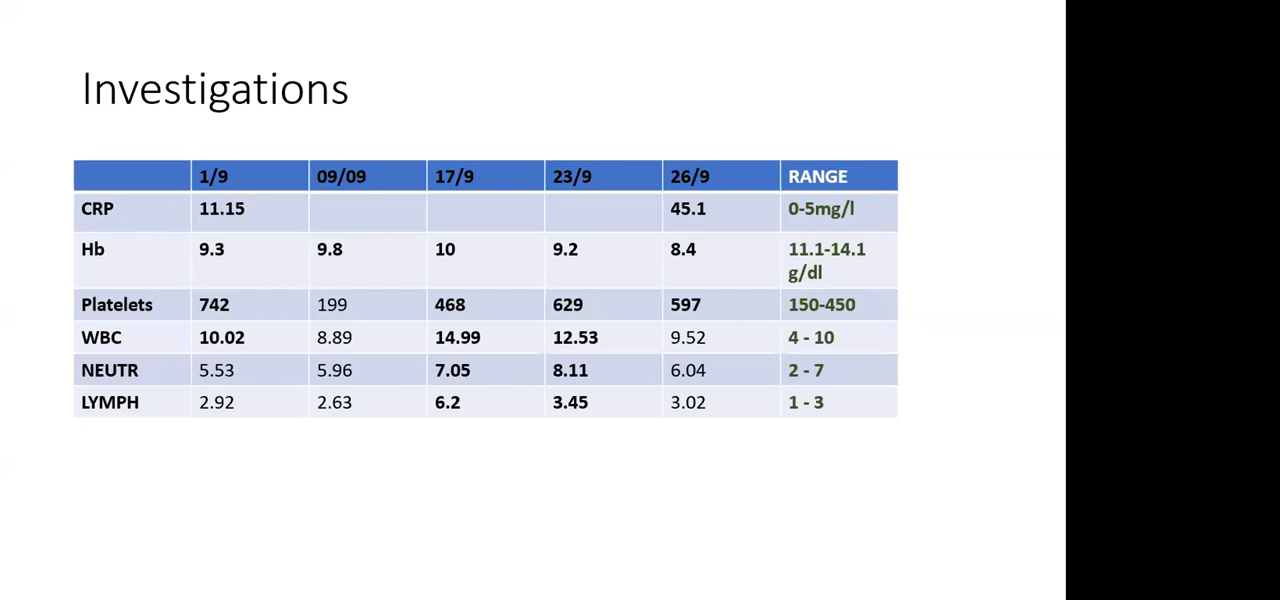 Investigations
1/9 09/09 17/9 23/9 26/9 RANGE
CRP 11.15 45.1 0-5mg/l
Hb 9.3 9.8 10 9.2 8.4 11.1-14.1
g/dl
Platelets 742 199 468 629 597 150-450
WBC 10.02 8.89 14.99 12.53 9.52 4 - 10
NEUTR 5.53 5.96 7.05 8.11 6.04 2 - 7
LYMPH 2.92 2.63 6.2 3.45 3.02 1 - 3